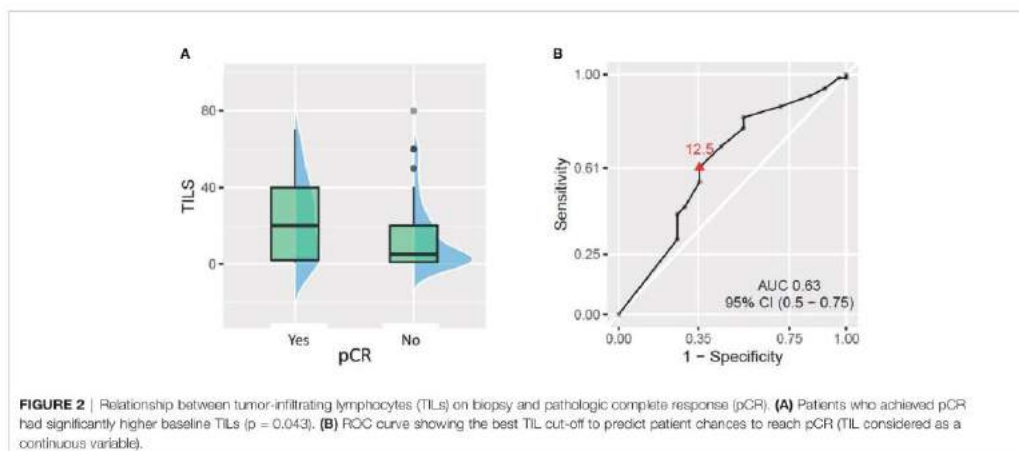 A
B
80
40
0
TILS
Yes
No
pCR
1.00
0.61
0.25
0.00
Sensitivity
12.5
AUC 0.63
95% CI (0.5 – 0.75)
0.00
0.35
0.75
1.00
1 – Specificity
FIGURE 2 | Relationship between tumor-infiltrating lymphocytes (TILs) on biopsy and pathologic complete response (pCR). (A) Patients who achieved pCR
had significantly higher baseline TILs (p = 0.043). (B) ROC curve showing the best TIL cut-off to predict patient chances to reach pCR (TIL considered as a
continuous variable).